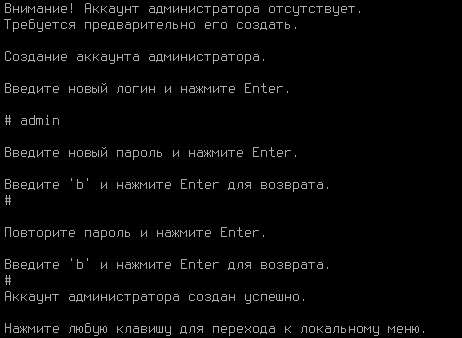 Внимание! Аккаунт администратора отсутствует.
Требуется предварительно его создать.
Создание аккаунта администратора.
Введите новый логин и нажмите Enter.
# admin
Введите новый пароль и нажмите Enter.
Введите 'b' и нажмите Enter для возврата.
#
Повторите пароль и нажмите Enter.
Введите 'b' и нажмите Enter для возврата.
#
Аккаунт администратора создан успешно.
Нажмите любую клавишу для перехода к локальному меню.